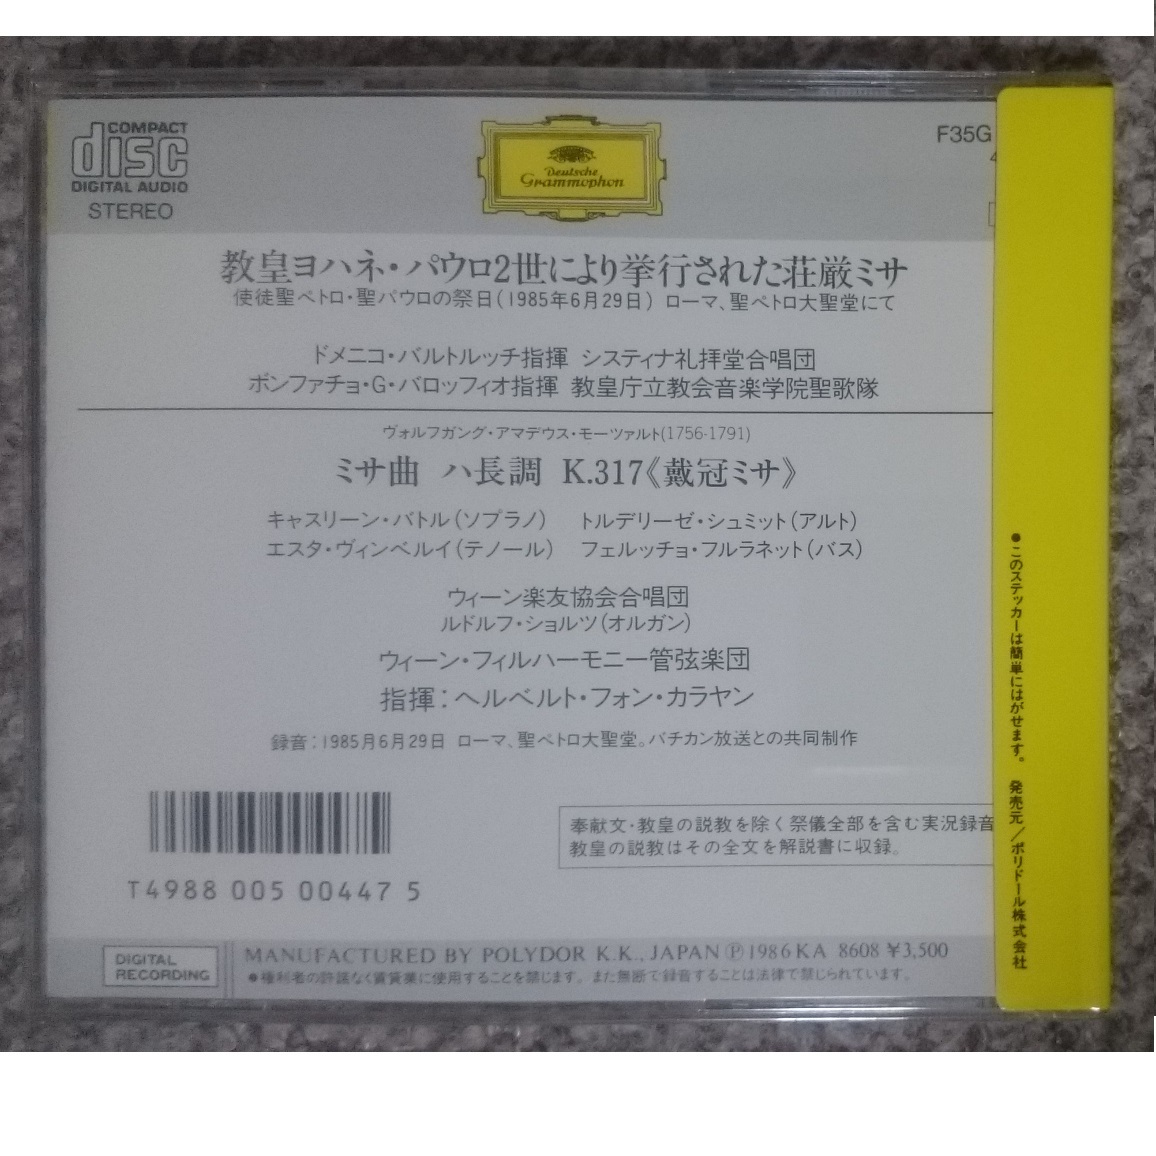 COMPACT
disc
DIGITAL AUDIO
STEREO
Deutsche
Grammophon
F35G
教皇ヨハネ・パウロ2世により挙行された荘厳ミサ
使徒聖ペトロ・聖パウロの祭日(1985年6月29日) ローマ、聖ペトロ大聖堂にて
ドメニコ・バルトルッチ指揮 システィナ礼拝堂合唱団
ボンファチョ・G・バロッフィオ指揮 教皇庁立教会音楽学院聖歌隊
ヴォルフガング・アマデウス・モーツァルト(1756-1791)
ミサ曲 ハ長調 K.317《戴冠ミサ》
キャスリーン・バトル(ソプラノ) トルデリーゼ・シュミット(アルト)
エスタ・ヴィンベルイ(テノール) フェルッチョ・フルラネット(バス)
ウィーン楽友協会合唱団
ルドルフ・ショルツ(オルガン)
ウィーン・フィルハーモニー管弦楽団
指揮:ヘルベルト・フォン・カラヤン
録音:1985月6月29日 ローマ、聖ペトロ大聖堂。バチカン放送との共同制作
奉献文・教皇の説教を除く祭儀全部を含む実況録音
教皇の説教はその全文を解説書に収録。
T4988 005 00447 5
DIGITAL
RECORDING
MANUFACTURED BY POLYDOR K.K., JAPAN Ⓟ1986 KA 8608 ¥3,500
●権利者の許諾なく賃貸業に使用することを禁じます。また無断で録音することは法律で禁じられています。
●このステッカーは簡単にはがせます。 発売元/ポリドール株式会社